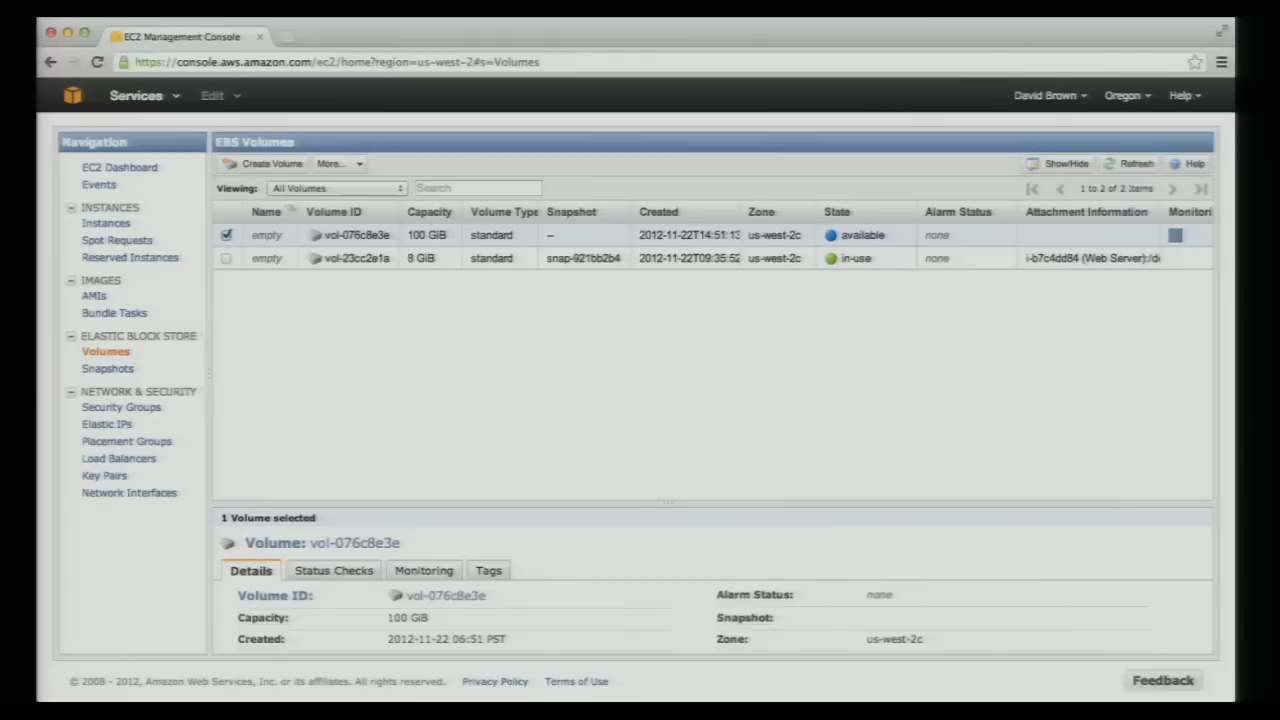 EC2 Management Console
https://console.aws.amazon.com/ec2/home?region=us-west-2#s=Volumes
Services Edit David Brown Oregon Help
Navigation
EC2 Dashboard
Events
INSTANCES
Instances
Spot Requests
Reserved Instances
IMAGES
AMIs
Bundle Tasks
ELASTIC BLOCK STORE
Volumes
Snapshots
NETWORK & SECURITY
Security Groups
Elastic IPs
Placement Groups
Load Balancers
Key Pairs
Network Interfaces
EBS Volumes
Create Volume More... Show/Hide Refresh Help
Viewing: All Volumes Search 1 to 2 of 2 Items
Name Volume ID Capacity Volume Type Snapshot Created Zone State Alarm Status Attachment Information Monitori
empty vol-076c8e3e 100 GiB standard -- 2012-11-22T14:51:13 us-west-2c available none
empty vol-23cc2e1a 8 GiB standard snap-921bb2b4 2012-11-22T09:35:52 us-west-2c in-use none i-b7c4dd84 (Web Server):/d
1 Volume selected
Volume: vol-076c8e3e
Details Status Checks Monitoring Tags
Volume ID: vol-076c8e3e Alarm Status: none
Capacity: 100 GiB Snapshot:
Created: 2012-11-22 06:51 PST Zone: us-west-2c
© 2008 - 2012, Amazon Web Services, Inc. or its affiliates. All rights reserved. Privacy Policy Terms of Use Feedback